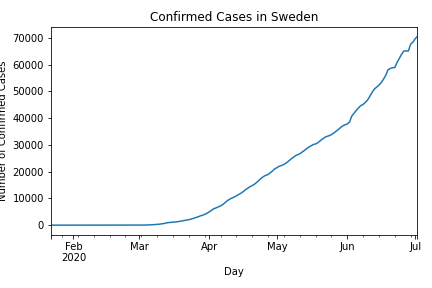 Confirmed Cases in Sweden
Number of Confirmed Cases
70000
60000
50000
40000
30000
20000
10000
0
Feb Mar Apr May Jun Jul
2020
Day